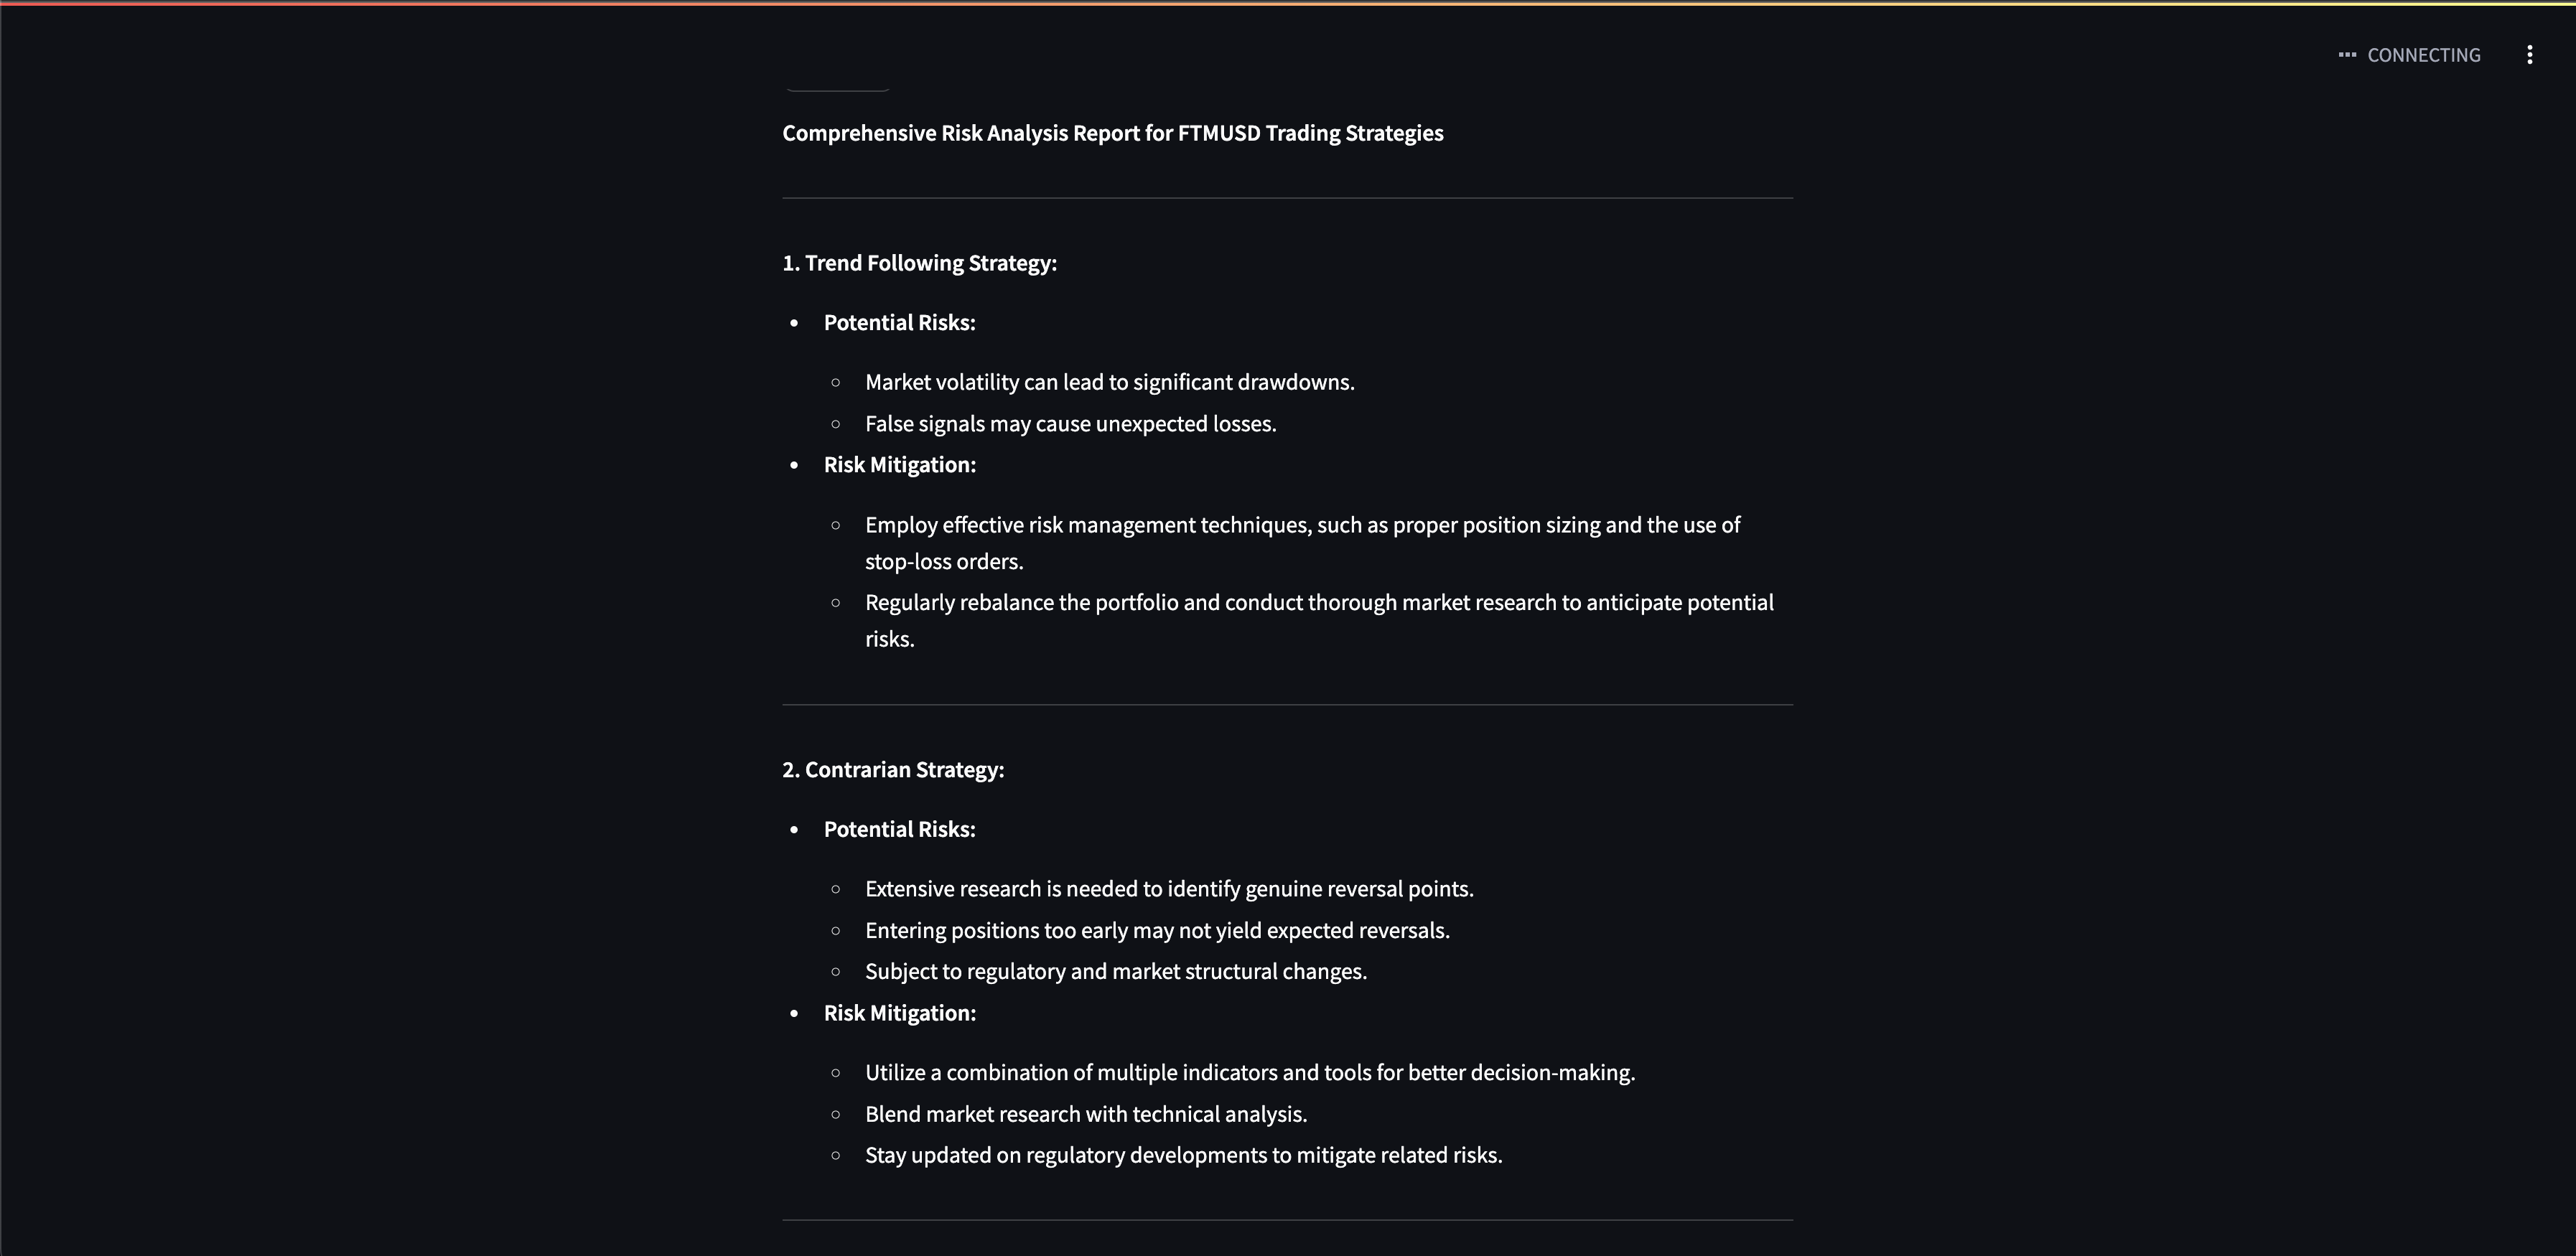 CONNECTING
Comprehensive Risk Analysis Report for FTMUSD Trading Strategies
1. Trend Following Strategy:
Potential Risks:
Market volatility can lead to significant drawdowns.
False signals may cause unexpected losses.
Risk Mitigation:
Employ effective risk management techniques, such as proper position sizing and the use of
stop-loss orders.
Regularly rebalance the portfolio and conduct thorough market research to anticipate potential
risks.
2. Contrarian Strategy:
Potential Risks:
Extensive research is needed to identify genuine reversal points.
Entering positions too early may not yield expected reversals.
Subject to regulatory and market structural changes.
Risk Mitigation:
Utilize a combination of multiple indicators and tools for better decision-making.
Blend market research with technical analysis.
Stay updated on regulatory developments to mitigate related risks.